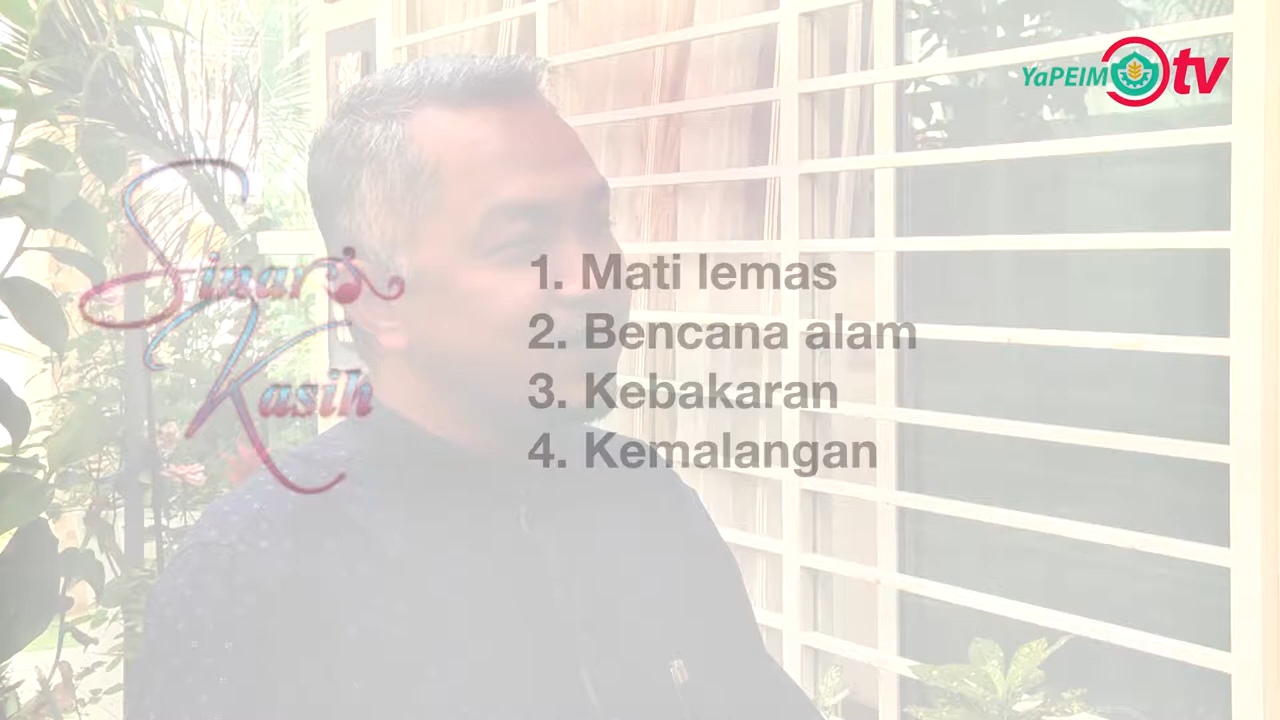 YaPEIM tv
Sinar
Kasih
1. Mati lemas
2. Bencana alam
3. Kebakaran
4. Kemalangan